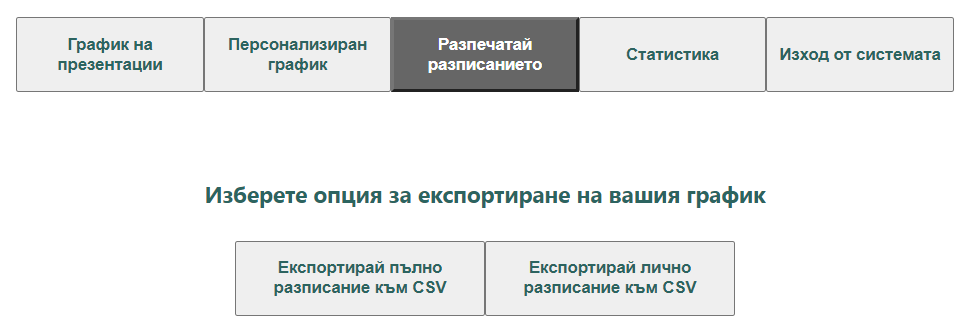 График на
презентации
Персонализиран
график
Разпечатай
разписанието
Статистика
Изход от системата
Изберете опция за експортиране на вашия график
Експортирай пълно
разписание към CSV
Експортирай лично
разписание към CSV